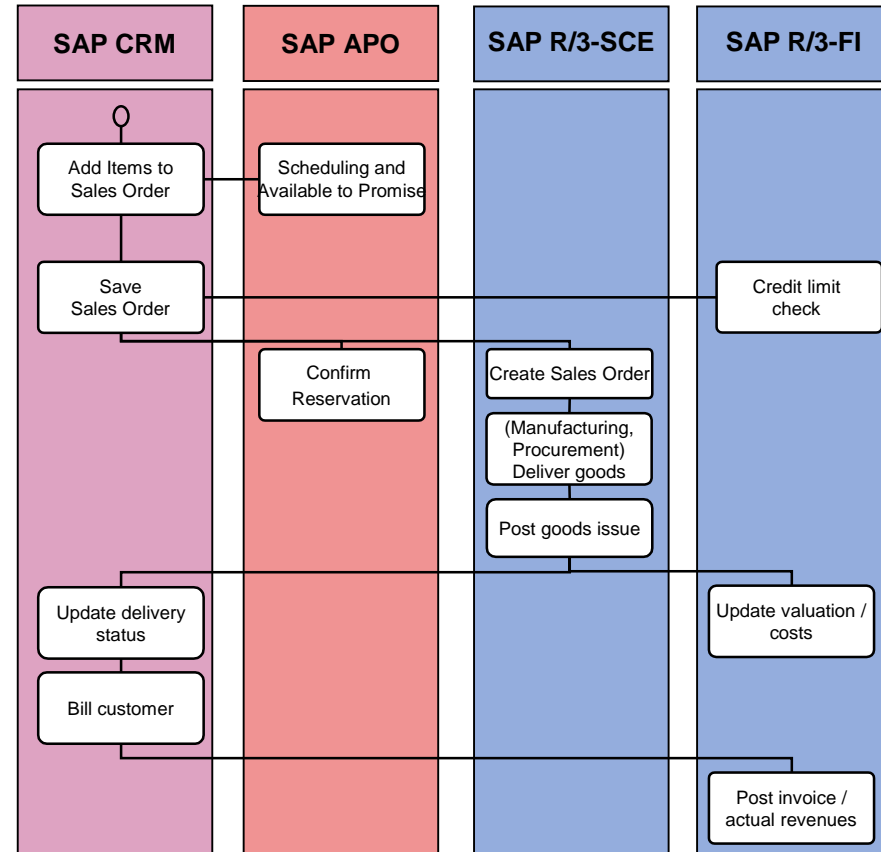 SAP CRM
SAP APO
SAP R/3-SCE
SAP R/3-FI
Add Items to
Sales Order
Scheduling and
Available to Promise
Save
Sales Order
Credit limit
check
Confirm
Reservation
Create Sales Order
(Manufacturing,
Procurement)
Deliver goods
Post goods issue
Update delivery
status
Update valuation /
costs
Bill customer
Post invoice /
actual revenues